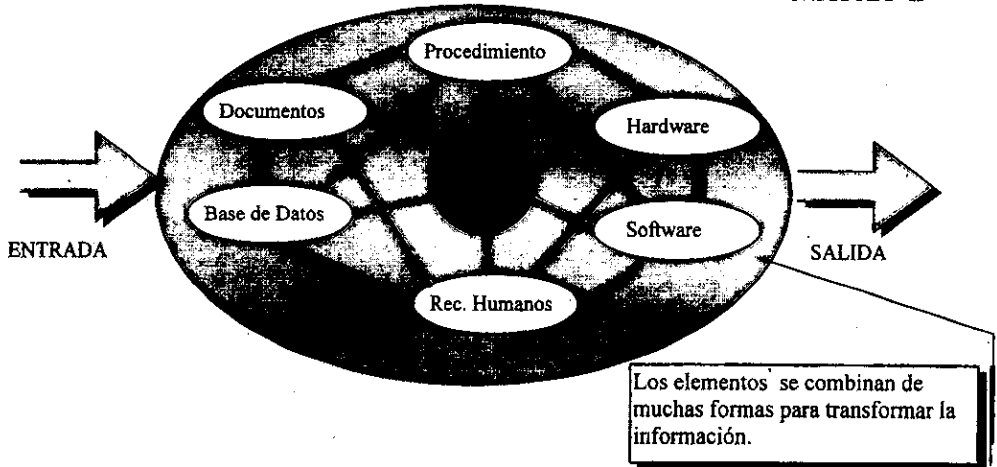 Procedimiento
Documentos
Hardware
Base de Datos
Software
ENTRADA
SALIDA
Rec. Humanos
Los elementos se combinan de
muchas formas para transformar la
información.